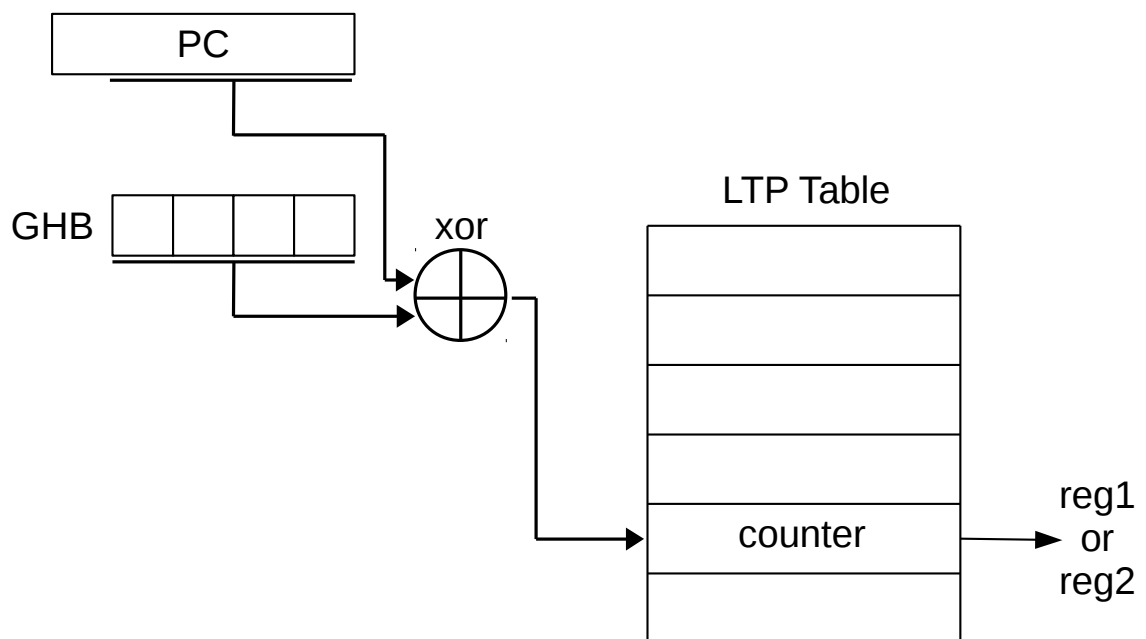 PC
GHB
xor
LTP Table
counter
reg1
or
reg2